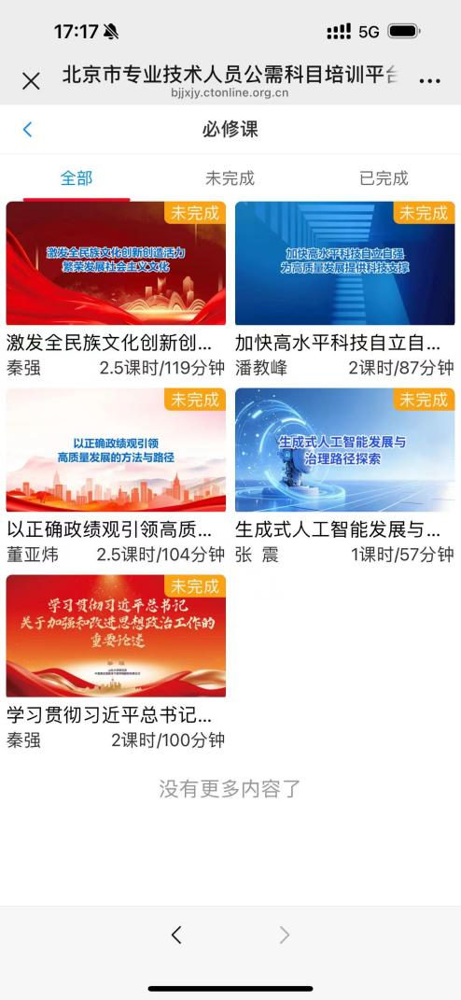 17:17
5G
北京市专业技术人员公需科目培训平台
bjjxjy.ctonline.org.cn
必修课
全部
未完成
已完成
未完成
激发全民族文化创新创造活力
繁荣发展社会主义文化
激发全民族文化创新创...
秦强
2.5课时/119分钟
未完成
加快高水平科技自立自强
为高质量发展提供科技支撑
加快高水平科技自立自...
潘教峰
2课时/87分钟
未完成
以正确政绩观引领
高质量发展的方法与路径
以正确政绩观引领高质...
董亚炜
2.5课时/104分钟
未完成
生成式人工智能发展与
治理路径探索
生成式人工智能发展与...
张 震
1课时/57分钟
未完成
学习贯彻习近平总书记
关于加强和改进思想政治工作的
重要论述
学习贯彻习近平总书记...
秦强
2课时/100分钟
没有更多内容了